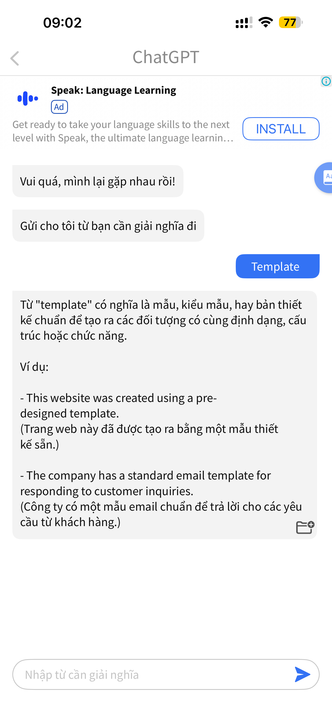 09:02
77
ChatGPT
Speak: Language Learning
Ad
Get ready to take your language skills to the next
level with Speak, the ultimate language learnin...
INSTALL
Vui quá, mình lại gặp nhau rồi!
Gửi cho tôi từ bạn cần giải nghĩa đi
Template
Từ "template" có nghĩa là mẫu, kiểu mẫu, hay bản thiết
kế chuẩn để tạo ra các đối tượng có cùng định dạng, cấu
trúc hoặc chức năng.
Ví dụ:
- This website was created using a pre-
designed template.
(Trang web này đã được tạo ra bằng một mẫu thiết
kế sẵn.)
- The company has a standard email template for
responding to customer inquiries.
(Công ty có một mẫu email chuẩn để trả lời cho các yêu
cầu từ khách hàng.)
Nhập từ cần giải nghĩa